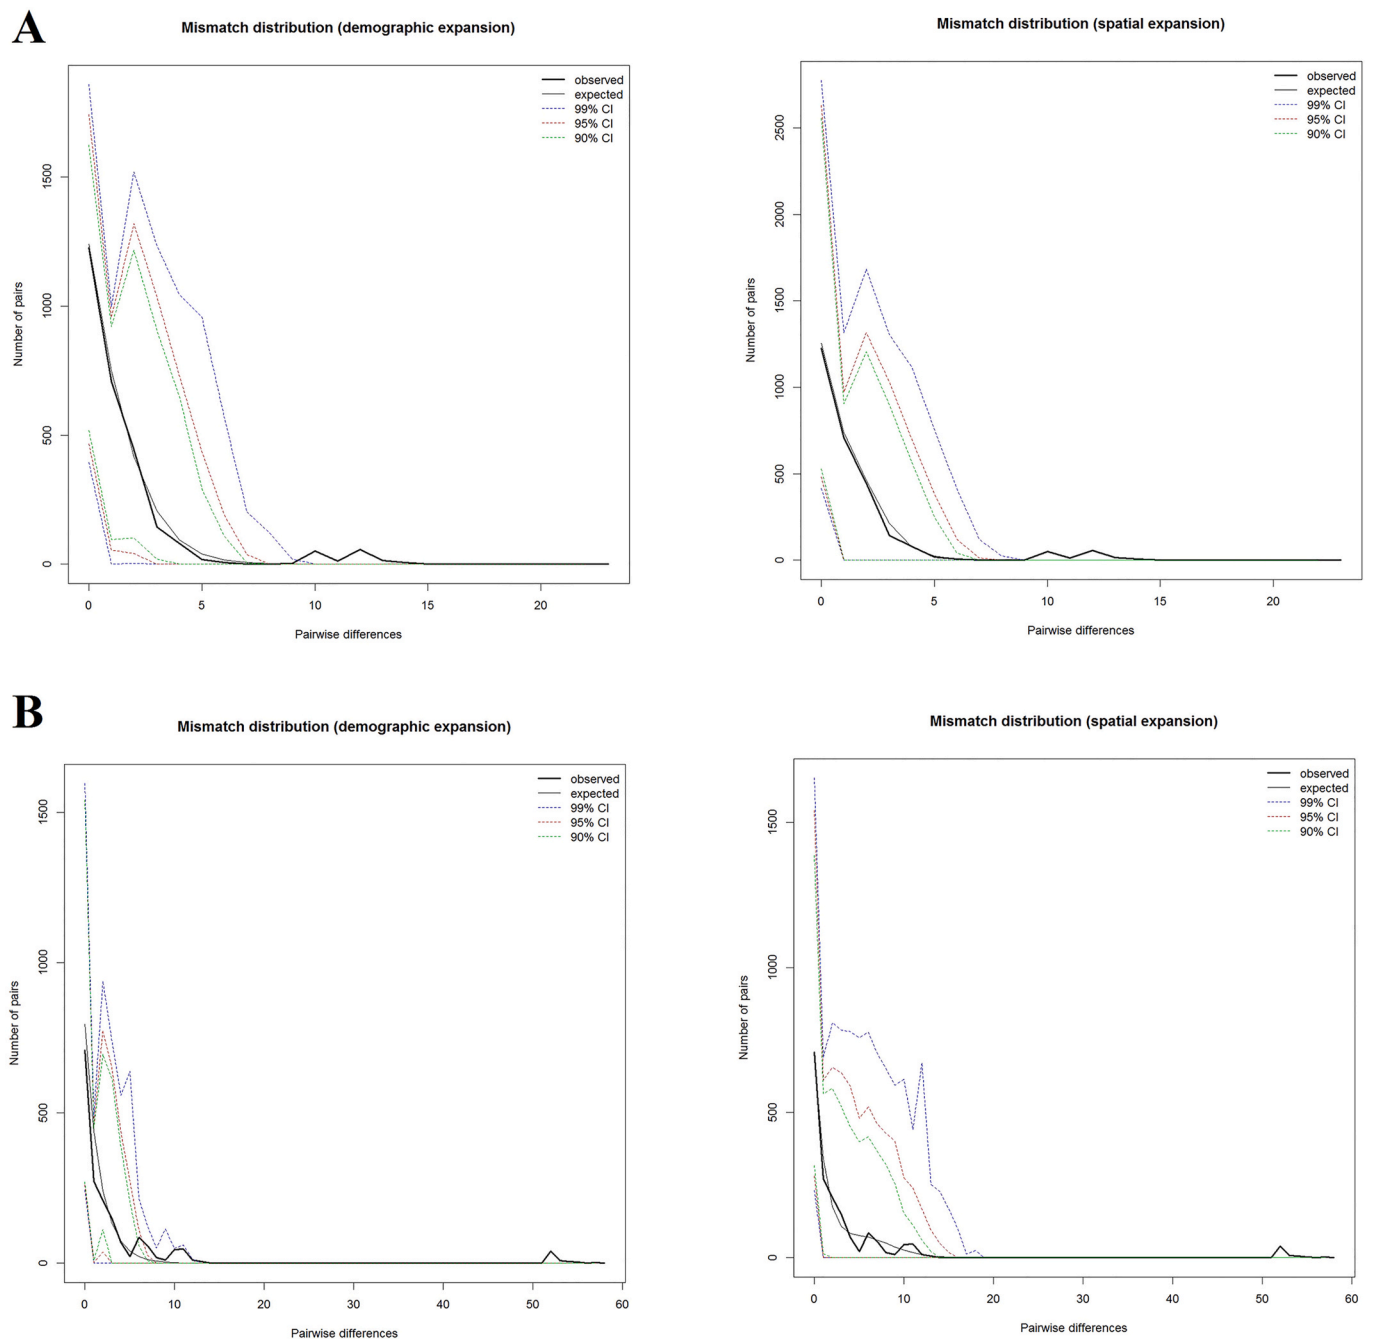 A
Mismatch distribution (demographic expansion)
observed
expected
99% CI
95% CI
90% CI
Number of pairs
0
500
1000
1500
0 5 10 15 20
Pairwise differences
Mismatch distribution (spatial expansion)
observed
expected
99% CI
95% CI
90% CI
Number of pairs
0
500
1000
1500
2000
2500
0 5 10 15 20
Pairwise differences
B
Mismatch distribution (demographic expansion)
observed
expected
99% CI
95% CI
90% CI
Number of pairs
0
500
1000
1500
0 10 20 30 40 50 60
Pairwise differences
Mismatch distribution (spatial expansion)
observed
expected
99% CI
95% CI
90% CI
Number of pairs
0
500
1000
1500
0 10 20 30 40 50 60
Pairwise differences